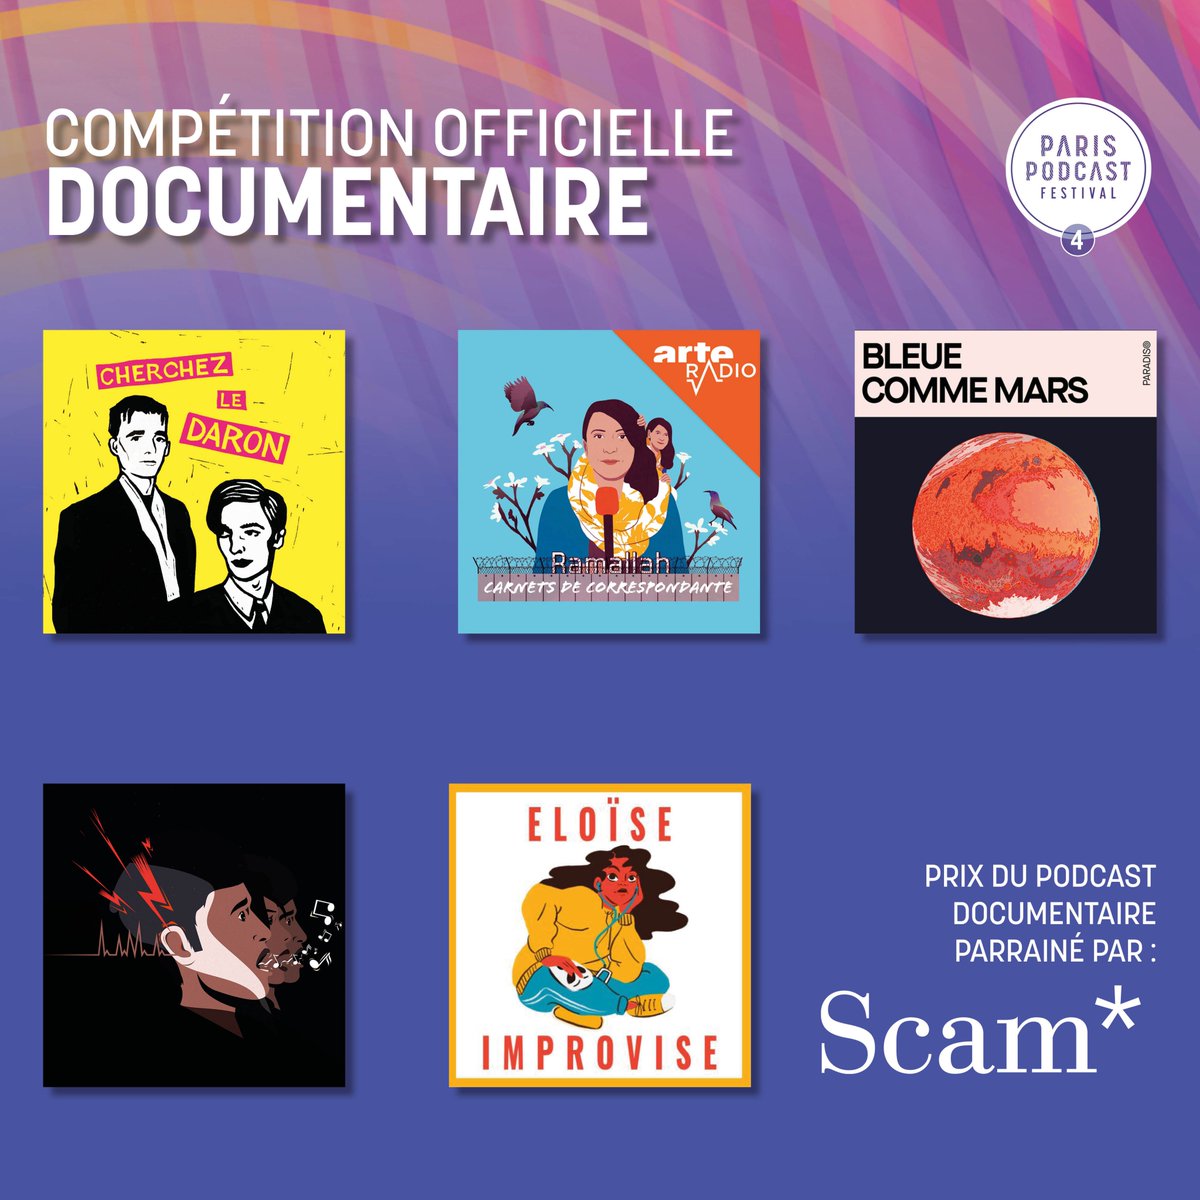 COMPÉTITION OFFICIELLE
DOCUMENTAIRE
PARIS
PODCAST
FESTIVAL
4
CHERCHEZ
LE
DARON
arte
RADIO
Ramallah
CARNETS DE CORRESPONDANTE
BLEUE
COMME MARS
PARADISO
ELOÏSE
IMPROVISE
PRIX DU PODCAST
DOCUMENTAIRE
PARRAINÉ PAR :
Scam*